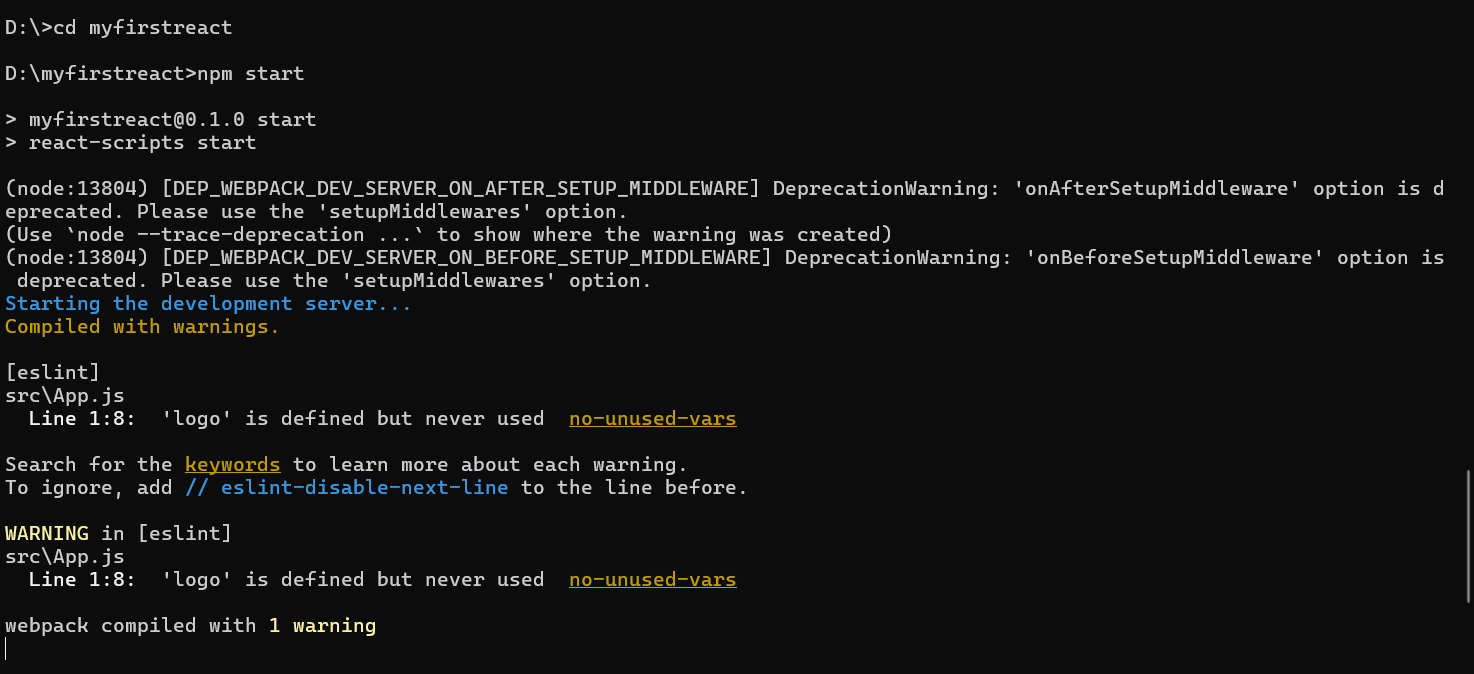 D:\>cd myfirstreact
D:\myfirstreact>npm start
> myfirstreact@0.1.0 start
> react-scripts start
(node:13804) [DEP_WEBPACK_DEV_SERVER_ON_AFTER_SETUP_MIDDLEWARE] DeprecationWarning: 'onAfterSetupMiddleware' option is d
eprecated. Please use the 'setupMiddlewares' option.
(Use `node --trace-deprecation ...` to show where the warning was created)
(node:13804) [DEP_WEBPACK_DEV_SERVER_ON_BEFORE_SETUP_MIDDLEWARE] DeprecationWarning: 'onBeforeSetupMiddleware' option is
 deprecated. Please use the 'setupMiddlewares' option.
Starting the development server...
Compiled with warnings.
[eslint]
src\App.js
  Line 1:8:  'logo' is defined but never used  no-unused-vars
Search for the keywords to learn more about each warning.
To ignore, add // eslint-disable-next-line to the line before.
WARNING in [eslint]
src\App.js
  Line 1:8:  'logo' is defined but never used  no-unused-vars
webpack compiled with 1 warning